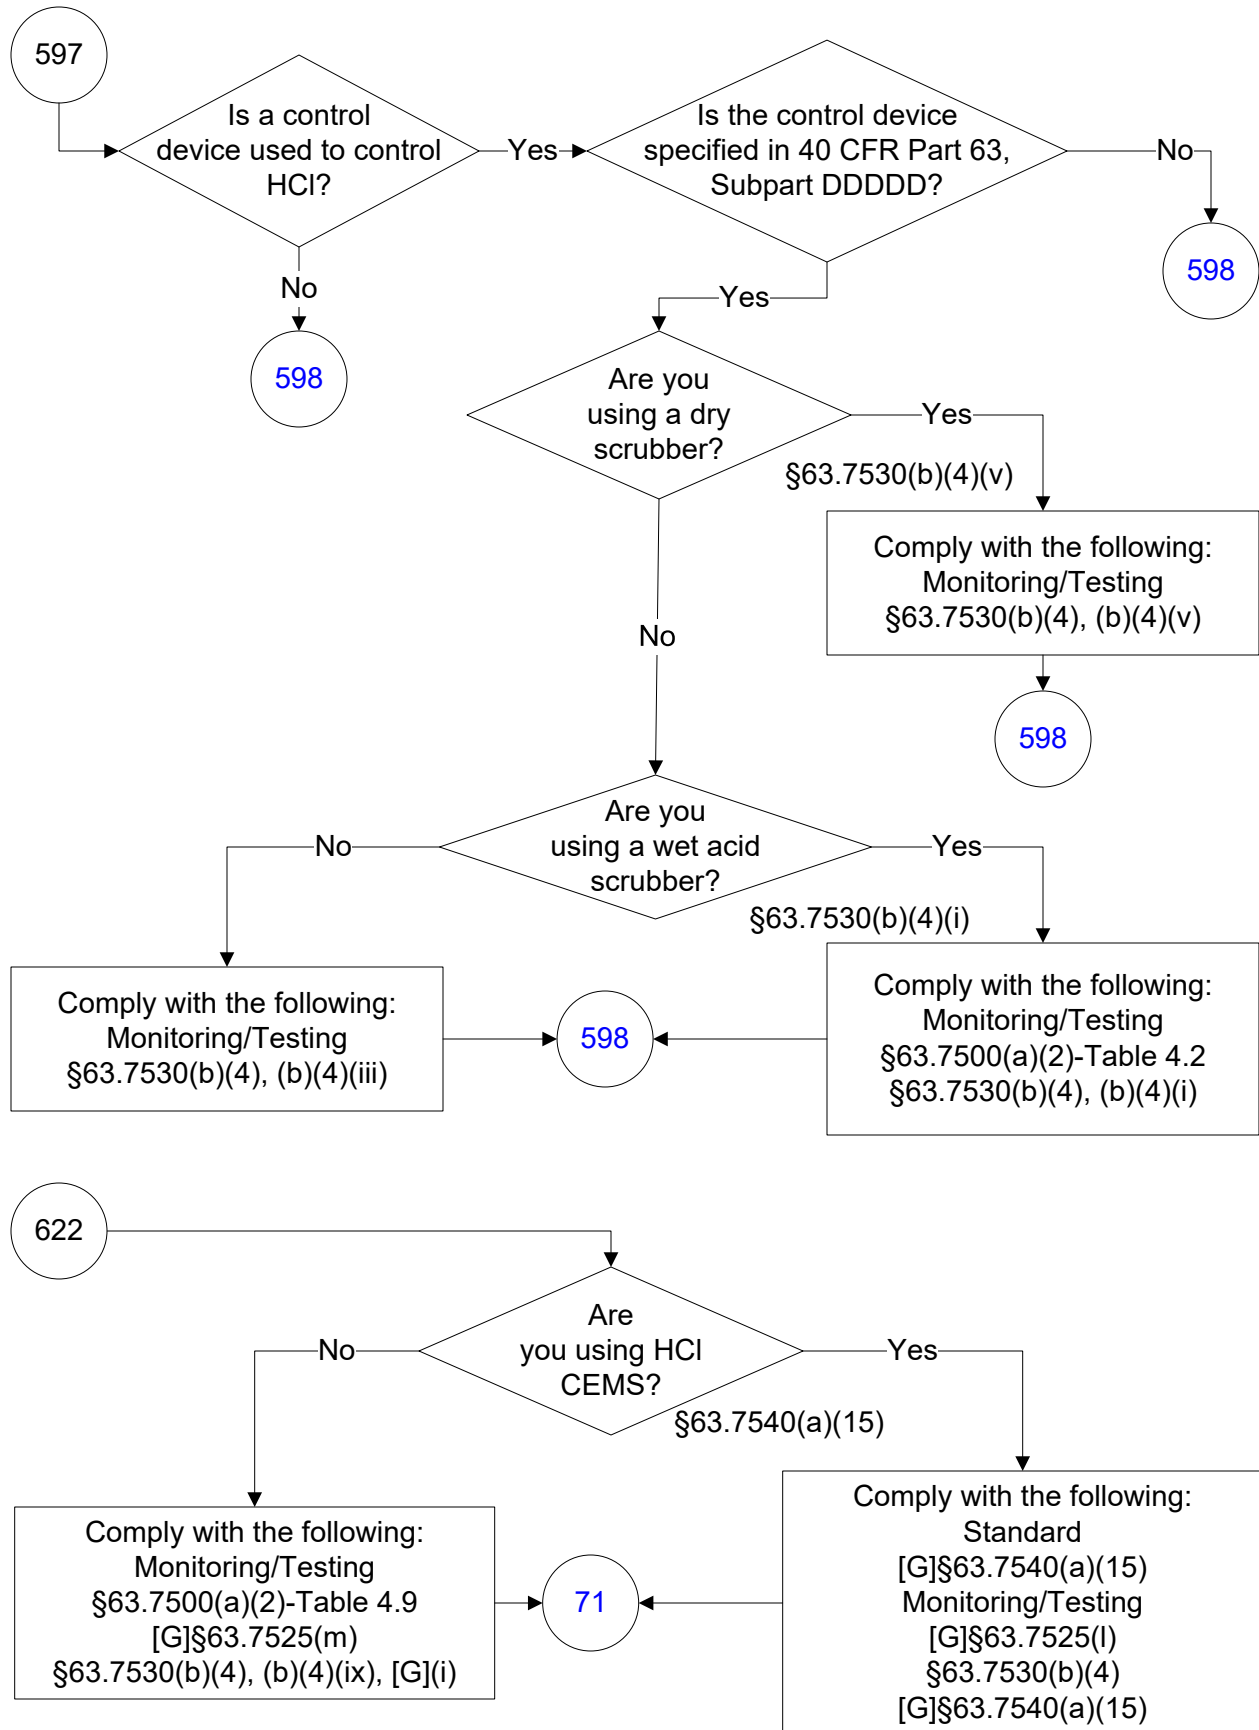 597
Is a control
device used to control
HCl?
Yes
Is the control device
specified in 40 CFR Part 63,
Subpart DDDDD?
No
598
No
598
Yes
Are you
using a dry
scrubber?
Yes
§63.7530(b)(4)(v)
Comply with the following:
Monitoring/Testing
§63.7530(b)(4), (b)(4)(v)
598
No
Are you
using a wet acid
scrubber?
No
Yes
§63.7530(b)(4)(i)
Comply with the following:
Monitoring/Testing
§63.7530(b)(4), (b)(4)(iii)
598
Comply with the following:
Monitoring/Testing
§63.7500(a)(2)-Table 4.2
§63.7530(b)(4), (b)(4)(i)
622
Are
you using HCl
CEMS?
No
Yes
§63.7540(a)(15)
Comply with the following:
Monitoring/Testing
§63.7500(a)(2)-Table 4.9
[G]§63.7525(m)
§63.7530(b)(4), (b)(4)(ix), [G](i)
71
Comply with the following:
Standard
[G]§63.7540(a)(15)
Monitoring/Testing
[G]§63.7525(l)
§63.7530(b)(4)
[G]§63.7540(a)(15)